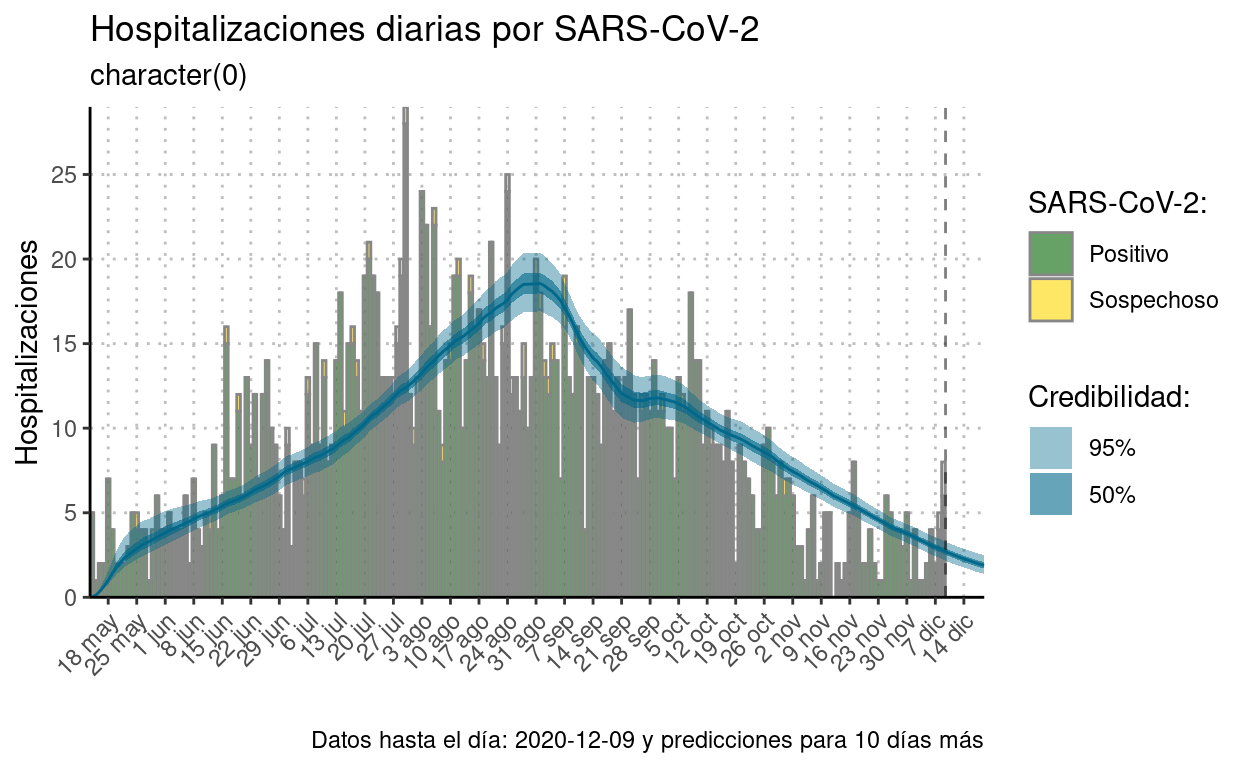 Hospitalizaciones diarias por SARS-CoV-2
character(0)
Hospitalizaciones
25
20
15
10
5
0
18 may
25 may
1 jun
8 jun
15 jun
22 jun
29 jun
6 jul
13 jul
20 jul
27 jul
3 ago
10 ago
17 ago
24 ago
31 ago
7 sep
14 sep
21 sep
28 sep
5 oct
12 oct
19 oct
26 oct
2 nov
9 nov
16 nov
23 nov
30 nov
7 dic
14 dic
SARS-CoV-2:
Positivo
Sospechoso
Credibilidad:
95%
50%
Datos hasta el día: 2020-12-09 y predicciones para 10 días más